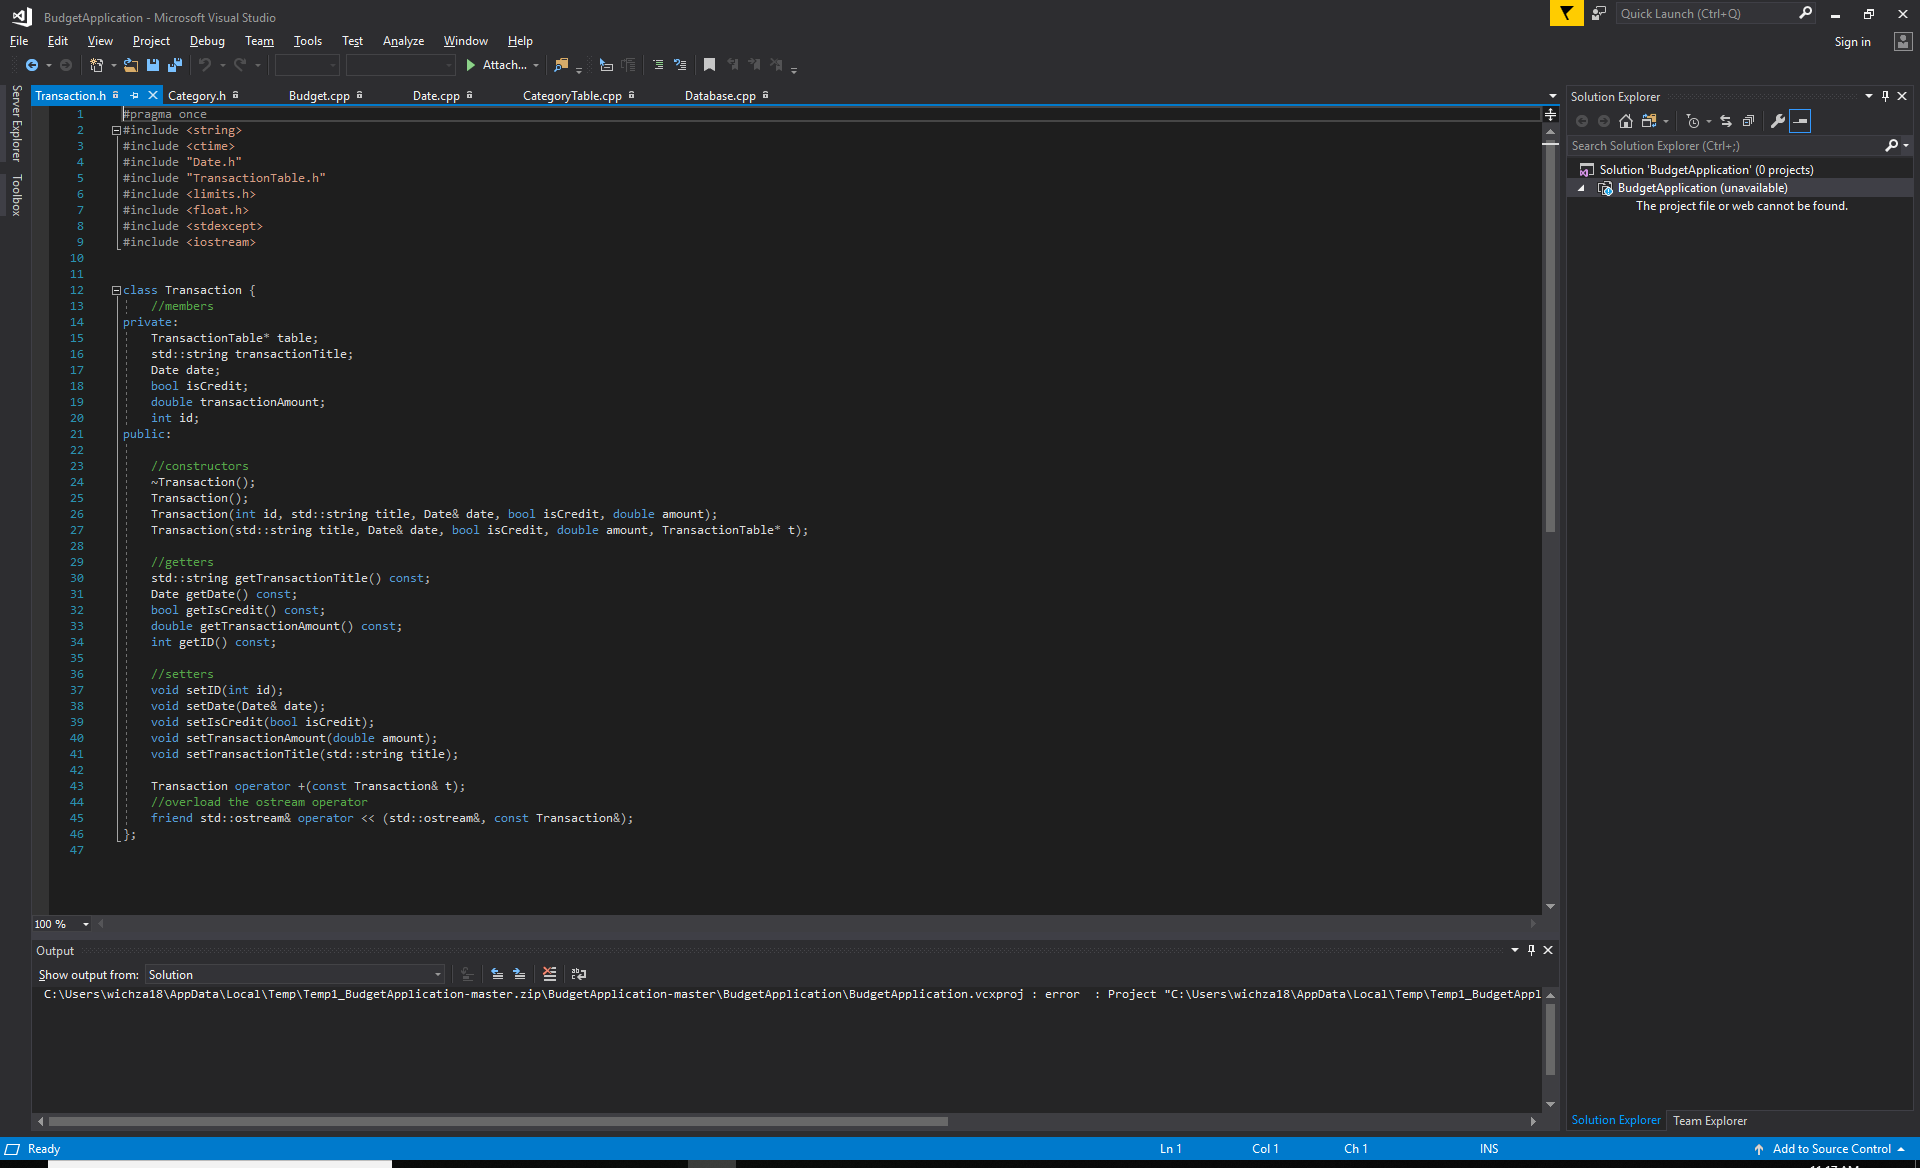 BudgetApplication - Microsoft Visual Studio
Quick Launch (Ctrl+Q)
File Edit View Project Debug Team Tools Test Analyze Window Help
Sign in
Attach...
Server Explorer
Toolbox
Transaction.h Category.h Budget.cpp Date.cpp CategoryTable.cpp Database.cpp
1 #pragma once
2 #include <string>
3 #include <ctime>
4 #include "Date.h"
5 #include "TransactionTable.h"
6 #include <limits.h>
7 #include <float.h>
8 #include <stdexcept>
9 #include <iostream>
10
11
12 class Transaction {
13 //members
14 private:
15 TransactionTable* table;
16 std::string transactionTitle;
17 Date date;
18 bool isCredit;
19 double transactionAmount;
20 int id;
21 public:
22
23 //constructors
24 ~Transaction();
25 Transaction();
26 Transaction(int id, std::string title, Date& date, bool isCredit, double amount);
27 Transaction(std::string title, Date& date, bool isCredit, double amount, TransactionTable* t);
28
29 //getters
30 std::string getTransactionTitle() const;
31 Date getDate() const;
32 bool getIsCredit() const;
33 double getTransactionAmount() const;
34 int getID() const;
35
36 //setters
37 void setID(int id);
38 void setDate(Date& date);
39 void setIsCredit(bool isCredit);
40 void setTransactionAmount(double amount);
41 void setTransactionTitle(std::string title);
42
43 Transaction operator +(const Transaction& t);
44 //overload the ostream operator
45 friend std::ostream& operator << (std::ostream&, const Transaction&);
46 };
47
100 %
Output
Show output from: Solution
C:\Users\wichza18\AppData\Local\Temp\Temp1_BudgetApplication-master.zip\BudgetApplication-master\BudgetApplication\BudgetApplication.vcxproj : error  : Project "C:\Users\wichza18\AppData\Local\Temp\Temp1_BudgetAppl
Solution Explorer
Search Solution Explorer (Ctrl+;)
Solution 'BudgetApplication' (0 projects)
BudgetApplication (unavailable)
The project file or web cannot be found.
Solution Explorer Team Explorer
Ready Ln 1 Col 1 Ch 1 INS Add to Source Control